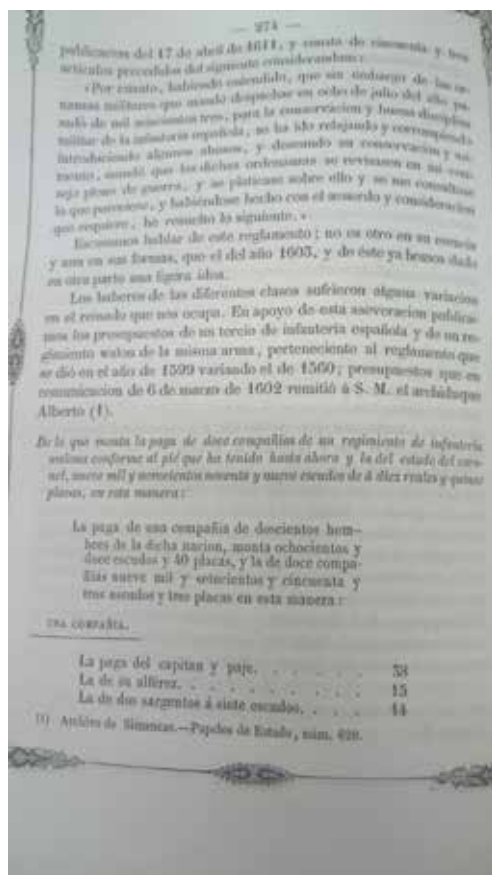 — 274 —
publicacion del 17 de abril de 1611, y consta de cincuenta y tres
artículos precedidos del siguiente considerandum:
«Por cuanto, habiendo entendido, que sin embargo de las or-
nanzas militares que mandó despachar en ocho de julio del año pa-
sado de mil seiscientos tres, para la conservacion y buena disciplina
militar de la infantería española, se ha ido relajando y corrompiendo
introduciendo algunos abusos, y deseando su conservacion y au-
mento, mandé que las dichas ordenanzas se revisasen en mi con-
sejo pleno de guerra, y se platicase sobre ello y se me consultase
lo que pareciese, y habiéndose hecho con el acuerdo y consideracion
que requiere, he resuelto lo siguiente.»
Escusamos hablar de este reglamento; no es otro en su esencia
y aun en sus formas, que el del año 1603, y de éste ya hemos dado
en otra parte una ligera idea.
Los haberes de las diferentes clases sufrieron alguna variacion
en el reinado que nos ocupa. En apoyo de esta aseveracion publica-
mos los presupuestos de un tercio de infantería española y de un re-
gimiento walon de la misma arma, perteneciente al reglamento que
se dió en el año de 1599 variando el de 1560; presupuestos que en
comunicacion de 6 de marzo de 1602 remitió á S. M. el archiduque
Alberto (1).
De lo que monta la paga de doce compañías de un regimiento de infantería
walona conforme al pié que ha tenido hasta ahora y la del estado del coro-
nel, nueve mil y novecientos noventa y nueve escudos de á diez reales y quince
placas, en esta manera:
La paga de una compañía de doscientos hom-
bres de la dicha nacion, monta ochocientos y
doce escudos y 40 placas, y la de doce compa-
ñías nueve mil y setecientos y cincuenta y
tres escudos y tres placas en esta manera:
UNA COMPAÑIA.
La paga del capitan y paje. . . . . . 53
La de su alférez. . . . . . . . . 15
La de dos sargentos á siete escudos. . . . 14
(1) Archivo de Simancas.—Papeles de Estado, núm. 620.